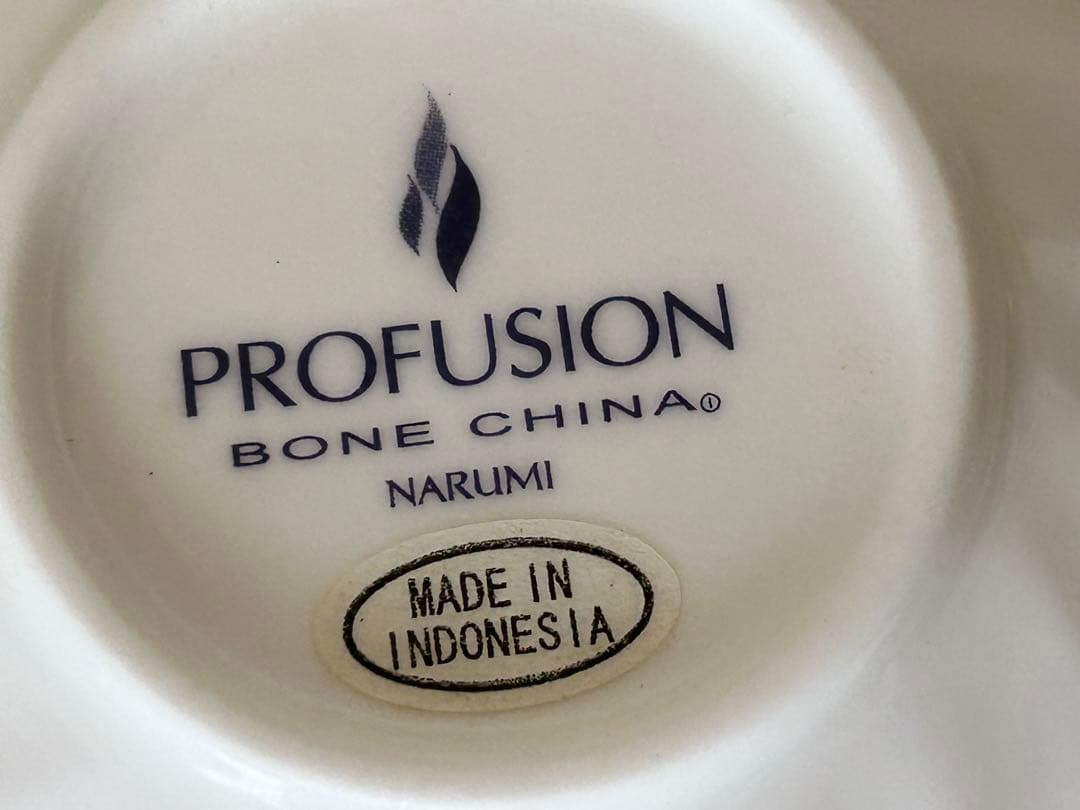 PROFUSION
BONE CHINA Ⓘ
NARUMI
MADE IN
INDONESIA